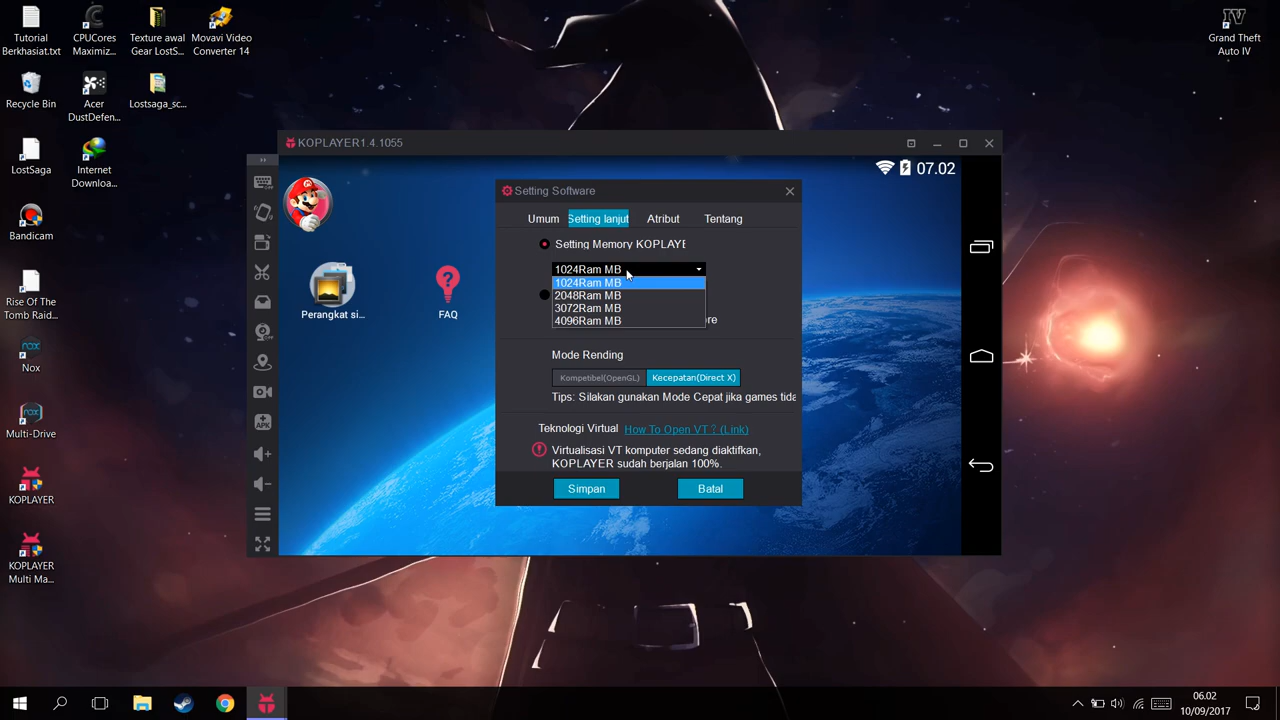 Tutorial
Berkhasiat.txt
CPUCores
Maximiz...
Texture awal
Gear LostS...
Movavi Video
Converter 14
Grand Theft
Auto IV
Recycle Bin
Acer
DustDefen...
Lostsaga_sc...
LostSaga
Internet
Downloa...
Bandicam
Rise Of The
Tomb Raid...
Nox
Multi-Drive
KOPLAYER
KOPLAYER
Multi Ma...
KOPLAYER1.4.1055
07.02
Perangkat si...
FAQ
Setting Software
Umum
Setting lanjut
Atribut
Tentang
Setting Memory KOPLAYE
1024Ram MB
1024Ram MB
2048Ram MB
3072Ram MB
4096Ram MB
re
Mode Rending
Kompetibel(OpenGL)
Kecepatan(Direct X)
Tips: Silakan gunakan Mode Cepat jika games tida
Teknologi Virtual
How To Open VT ? (Link)
Virtualisasi VT komputer sedang diaktifkan,
KOPLAYER sudah berjalan 100%.
Simpan
Batal
06.02
10/09/2017